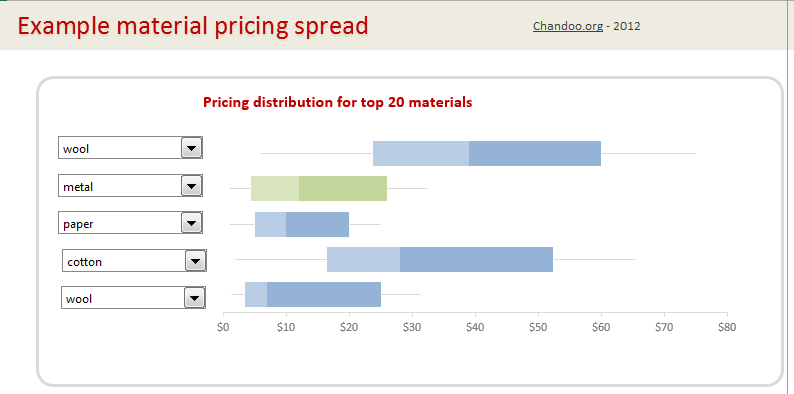 Example material pricing spread
Chandoo.org - 2012
Pricing distribution for top 20 materials
wool
metal
paper
cotton
wool
$0 $10 $20 $30 $40 $50 $60 $70 $80